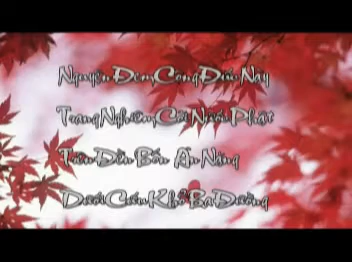 Nguyện Đem Công Đức Này
Trang Nghiêm Cõi Nước Phật
Trên Đền Bốn Ân Nặng
Dưới Cứu Khổ Ba Đường